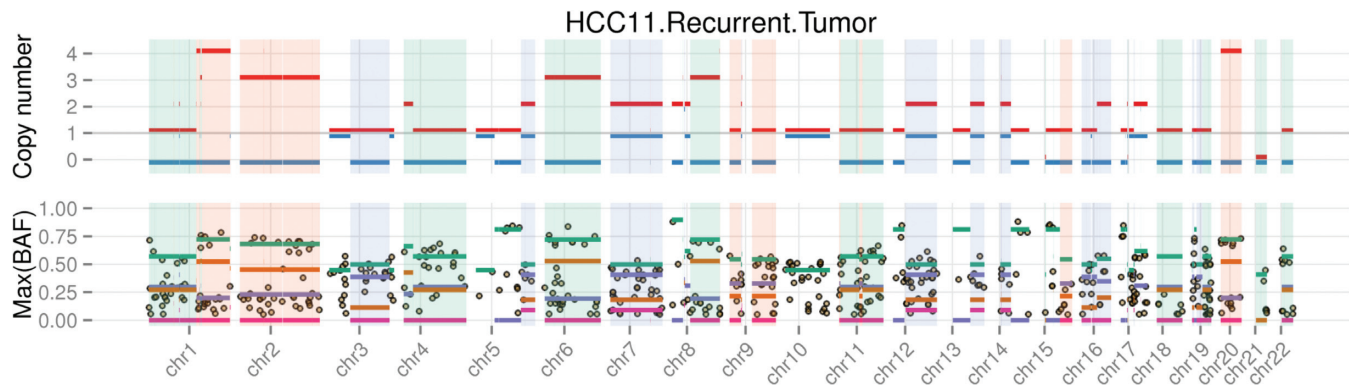 HCC11.Recurrent.Tumor
Copy number
4
3
2
1
0
Max(BAF)
1.00
0.75
0.50
0.25
0.00
chr1
chr2
chr3
chr4
chr5
chr6
chr7
chr8
chr9
chr10
chr11
chr12
chr13
chr14
chr15
chr16
chr17
chr18
chr19
chr20
chr21
chr22